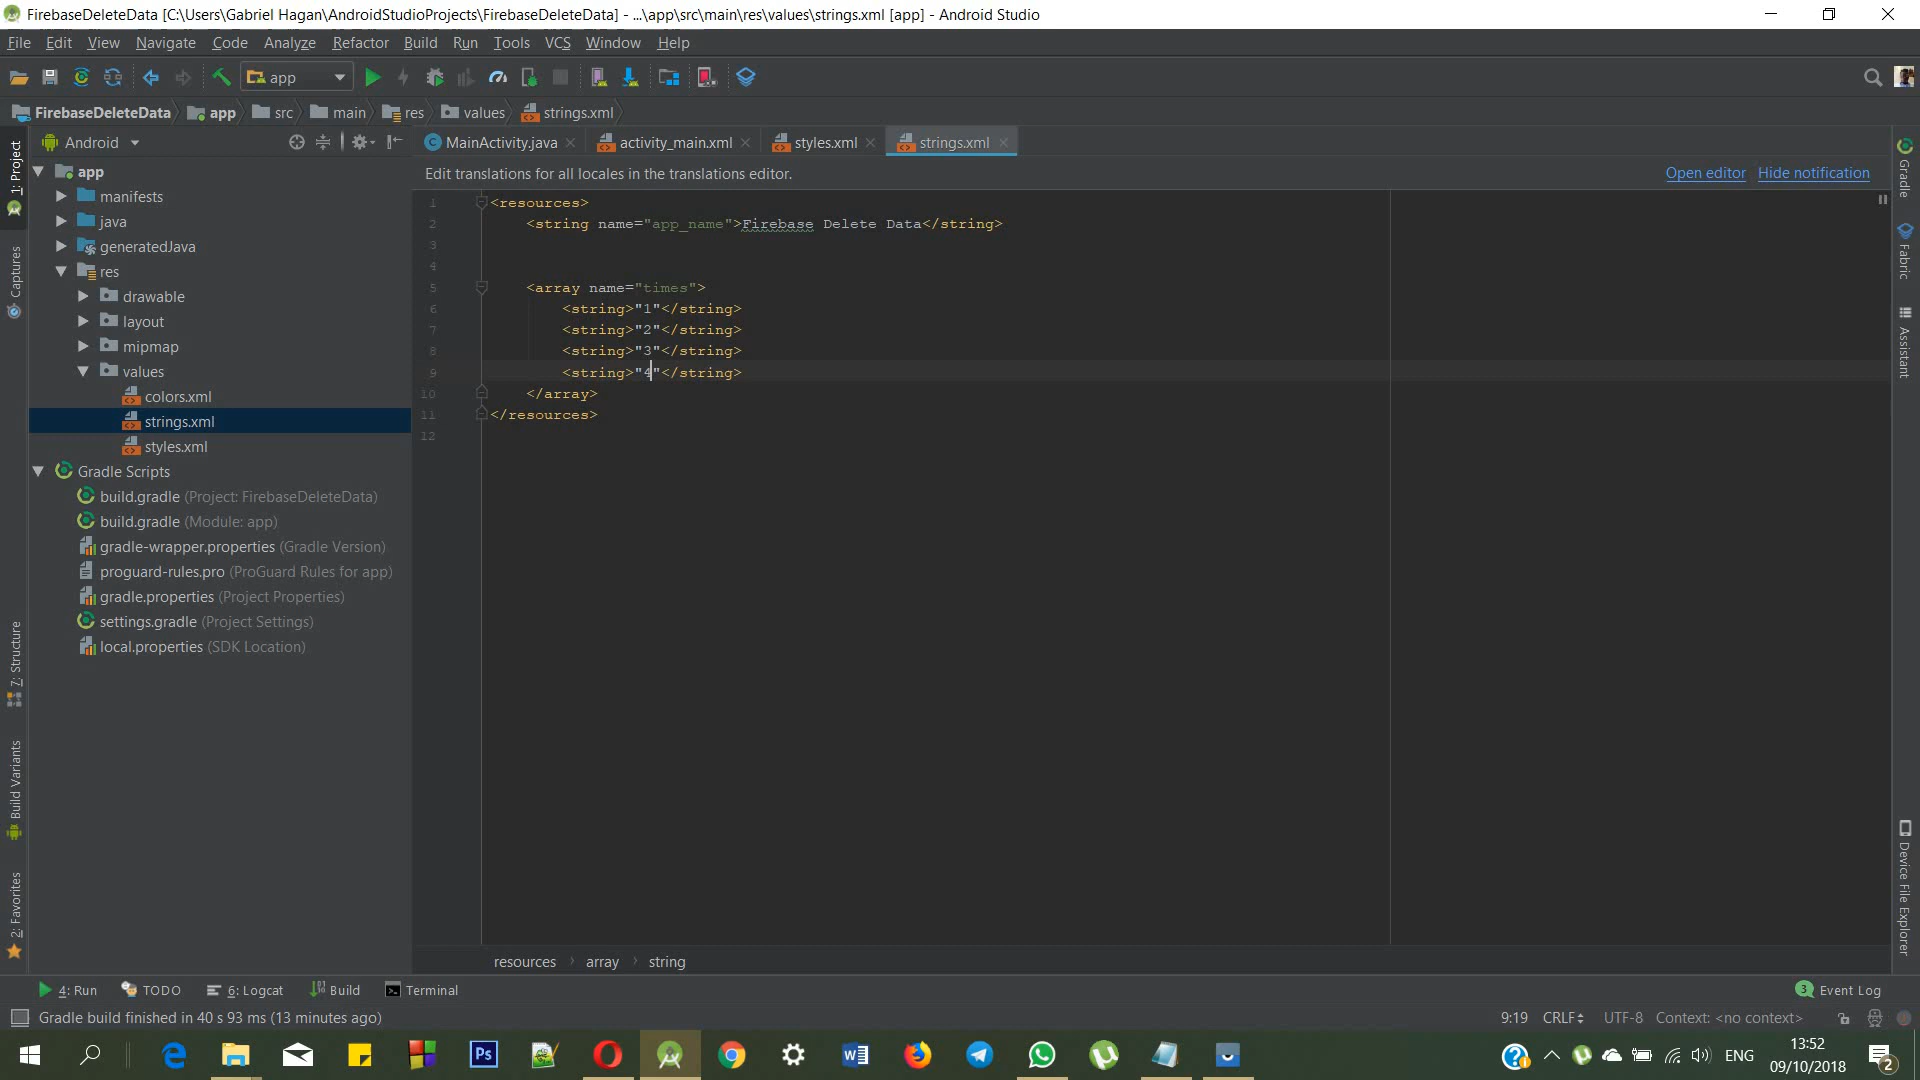 FirebaseDeleteData [C:\Users\Gabriel Hagan\AndroidStudioProjects\FirebaseDeleteData] - ...\app\src\main\res\values\strings.xml [app] - Android Studio
File Edit View Navigate Code Analyze Refactor Build Run Tools VCS Window Help
app
FirebaseDeleteData app src main res values strings.xml
Android
MainActivity.java activity_main.xml styles.xml strings.xml
Edit translations for all locales in the translations editor. Open editor Hide notification
1: Project
Captures
7: Structure
Build Variants
2: Favorites
app
manifests
java
generatedJava
res
drawable
layout
mipmap
values
colors.xml
strings.xml
styles.xml
Gradle Scripts
build.gradle (Project: FirebaseDeleteData)
build.gradle (Module: app)
gradle-wrapper.properties (Gradle Version)
proguard-rules.pro (ProGuard Rules for app)
gradle.properties (Project Properties)
settings.gradle (Project Settings)
local.properties (SDK Location)
1 <resources>
2 <string name="app_name">Firebase Delete Data</string>
3
4
5 <array name="times">
6 <string>"1"</string>
7 <string>"2"</string>
8 <string>"3"</string>
9 <string>"4"</string>
10 </array>
11 </resources>
12
Gradle
Fabric
Assistant
Device File Explorer
resources array string
4: Run TODO 6: Logcat Build Terminal 3 Event Log
Gradle build finished in 40 s 93 ms (13 minutes ago) 9:19 CRLF UTF-8 Context: <no context>
Ps
ENG
13:52
09/10/2018
2